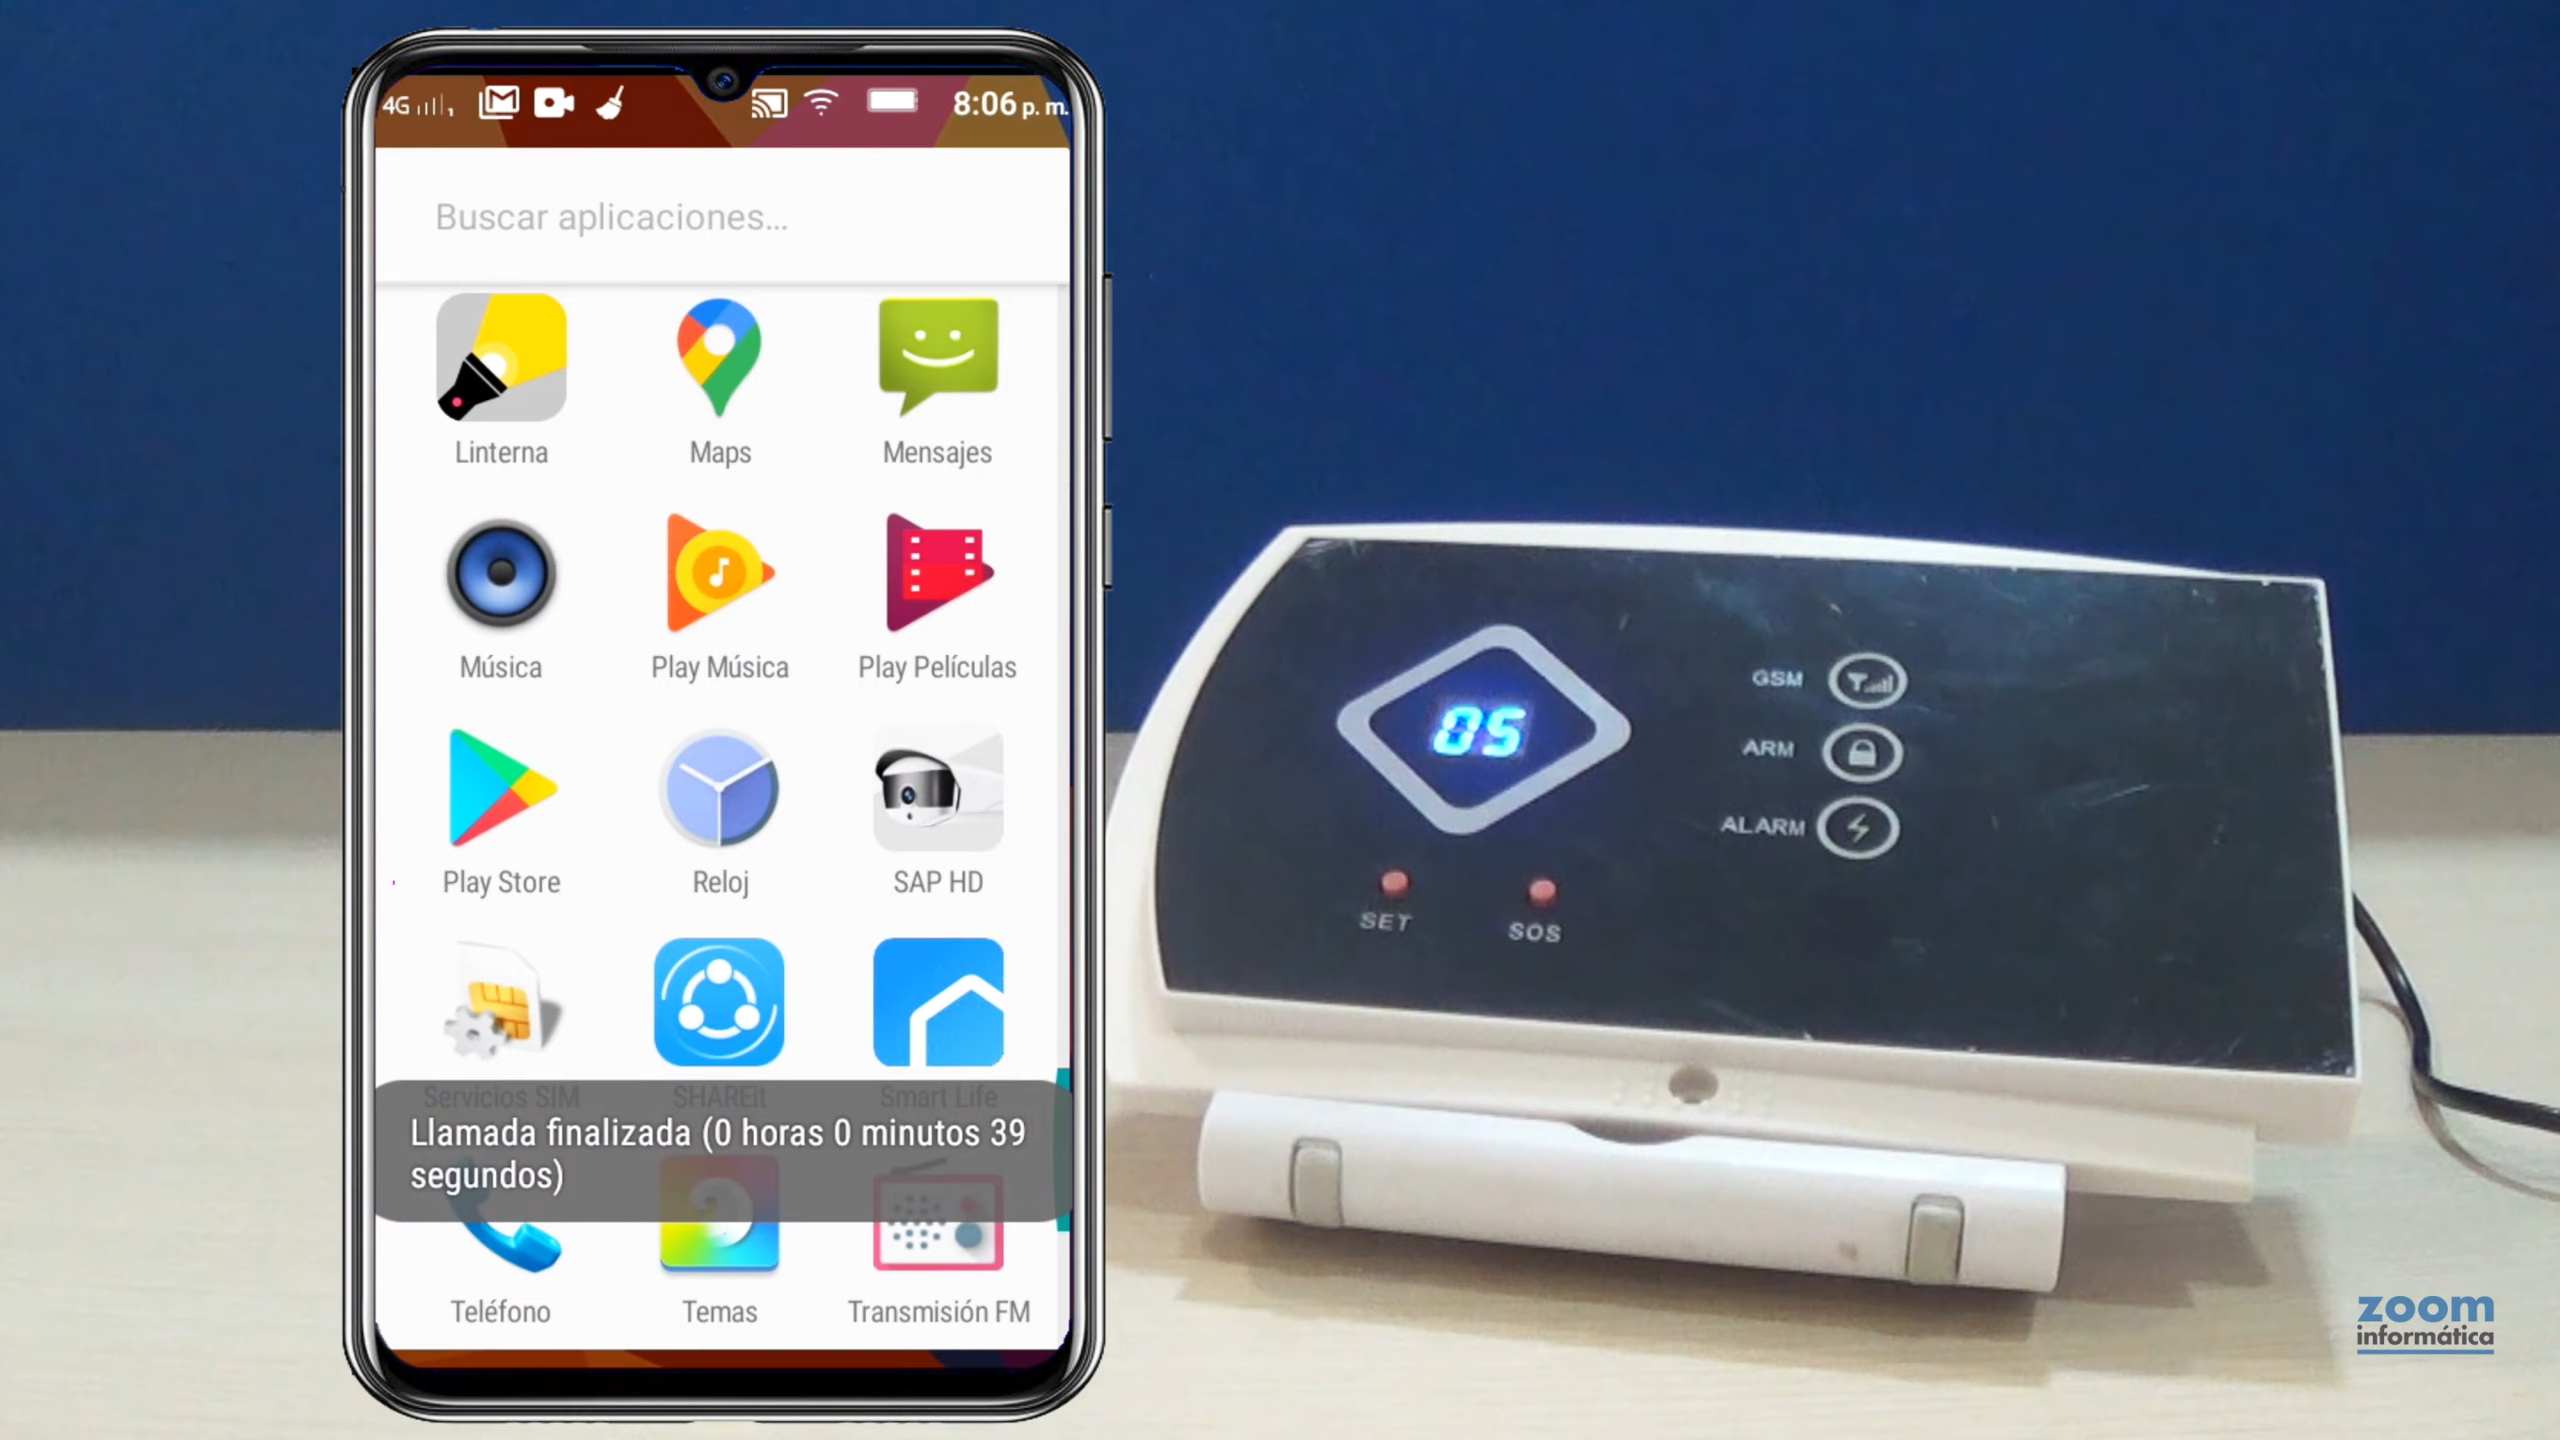 4G
8:06 p. m.
Buscar aplicaciones...
Linterna
Maps
Mensajes
Música
Play Música
Play Películas
Play Store
Reloj
SAP HD
Servicios SIM
SHAREit
Smart Life
Llamada finalizada (0 horas 0 minutos 39
segundos)
Teléfono
Temas
Transmisión FM
05
GSM
ARM
ALARM
SET
SOS
zoom
informática